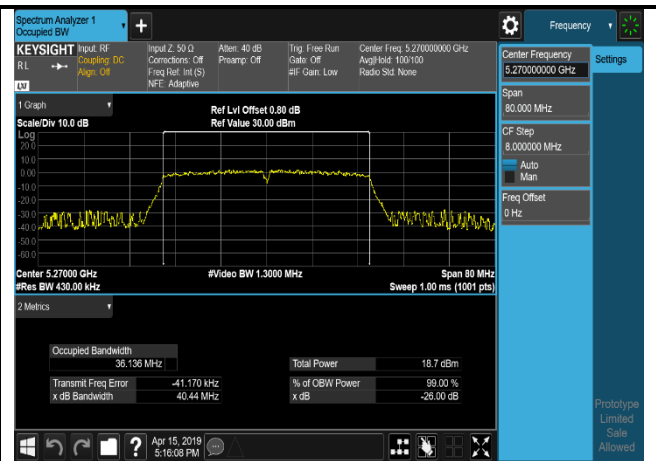 Spectrum Analyzer 1
Occupied BW
Frequency
KEYSIGHT
RL
Input: RF
Coupling: DC
Align: Off
Input Z: 50 Ω
Corrections: Off
Freq Ref: Int (S)
NFE: Adaptive
Atten: 40 dB
Preamp: Off
Trig: Free Run
Gate: Off
#IF Gain: Low
Center Freq: 5.270000000 GHz
Avg|Hold: 100/100
Radio Std: None
1 Graph
Scale/Div 10.0 dB
Ref Lvl Offset 0.80 dB
Ref Value 30.00 dBm
Log
20.0
10.0
0.00
-10.0
-20.0
-30.0
-40.0
-50.0
-60.0
Center 5.27000 GHz
#Video BW 1.3000 MHz
Span 80 MHz
#Res BW 430.00 kHz
Sweep 1.00 ms (1001 pts)
2 Metrics
Occupied Bandwidth
36.136 MHz
Total Power 18.7 dBm
Transmit Freq Error -41.170 kHz
% of OBW Power 99.00 %
x dB Bandwidth 40.44 MHz
x dB -26.00 dB
Center Frequency
5.270000000 GHz
Settings
Span
80.000 MHz
CF Step
8.000000 MHz
Auto
Man
Freq Offset
0 Hz
Prototype
Limited
Sale
Allowed
?
Apr 15, 2019
5:16:08 PM